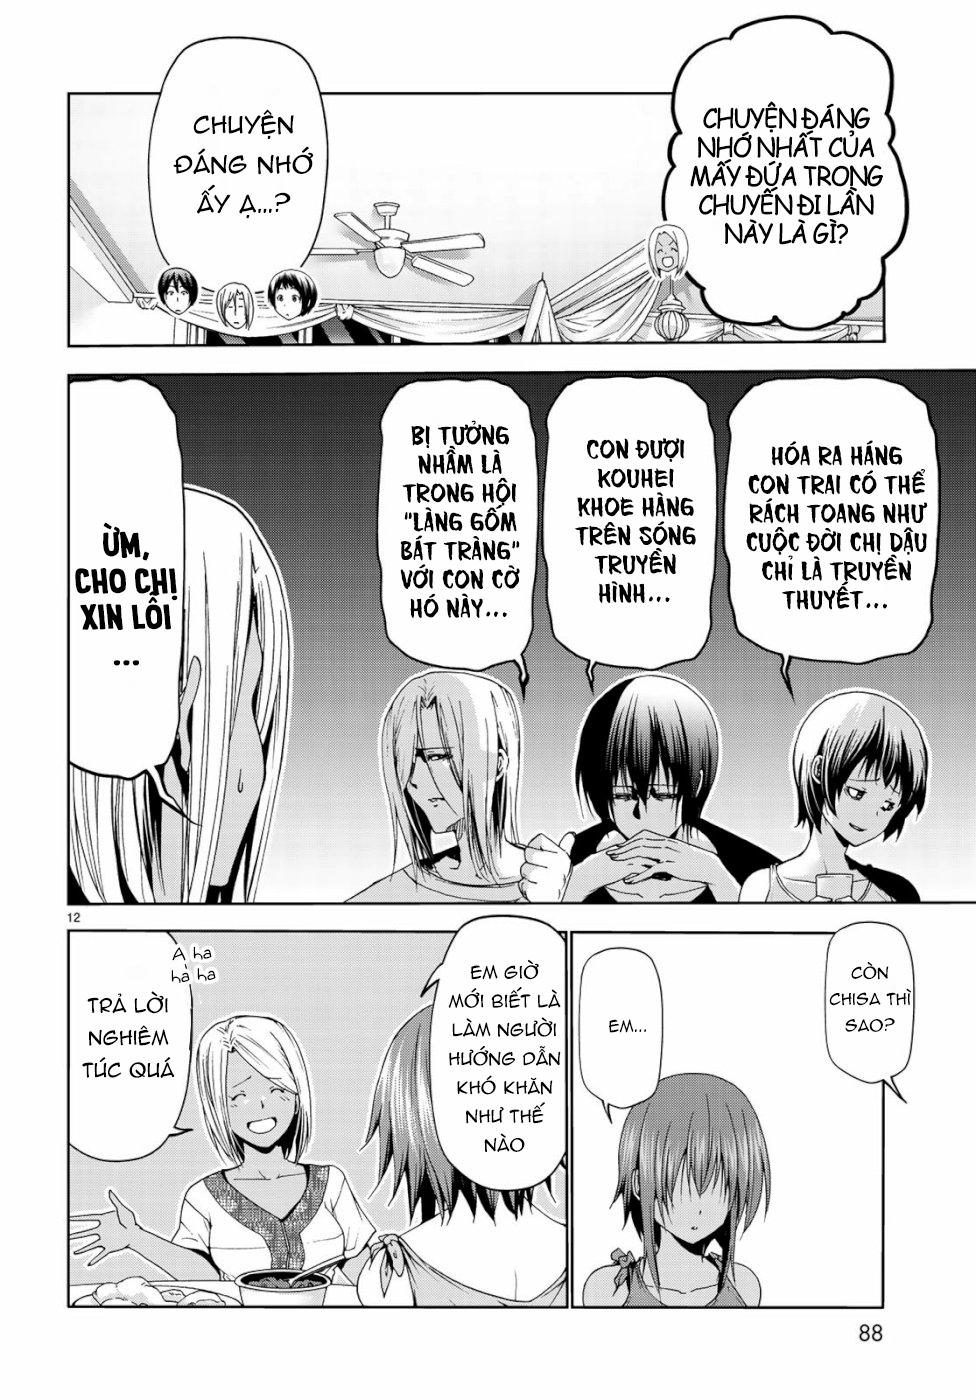 CHUYỆN ĐÁNG
NHỚ NHẤT CỦA
MẤY ĐỨA TRONG
CHUYẾN ĐI LẦN
NÀY LÀ GÌ?
CHUYỆN
ĐÁNG NHỚ
ẤY Ạ...?
HÓA RA HÁNG
CON TRAI CÓ THỂ
RÁCH TOANG NHƯ
CUỘC ĐỜI CHỊ DẬU
CHỈ LÀ TRUYỀN
THUYẾT...
CON ĐƯỢI
KOUHEI
KHOE HÀNG
TRÊN SÓNG
TRUYỀN
HÌNH...
BỊ TƯỞNG
NHẦM LÀ
TRONG HỘI
"LÀNG GỐM
BÁT TRÀNG"
VỚI CON CỜ
HÓ NÀY...
ỪM,
CHO CHỊ
XIN LỖI
...
12
CÒN
CHISA THÌ
SAO?
EM...
EM GIỜ
MỚI BIẾT LÀ
LÀM NGƯỜI
HƯỚNG DẪN
KHÓ KHĂN
NHƯ THẾ
NÀO
A ha
hà ha
TRẢ LỜI
NGHIÊM
TÚC QUÁ
88